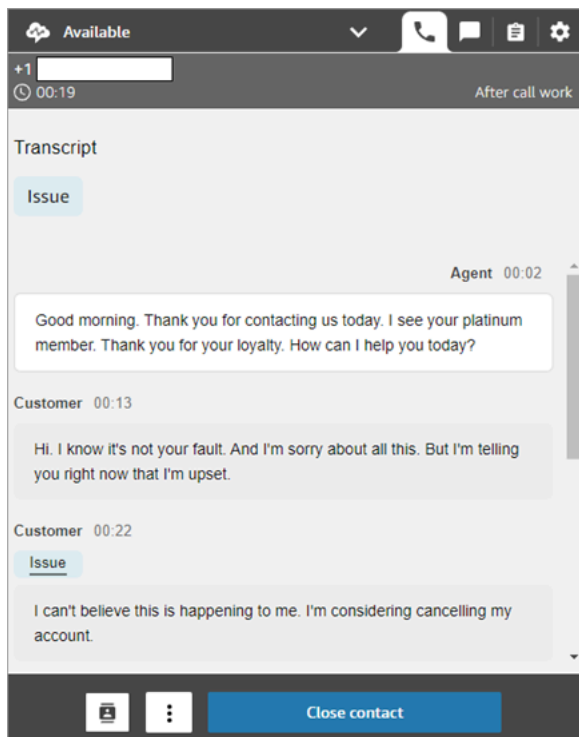 Available
+1
00:19
After call work
Transcript
Issue
Agent 00:02
Good morning. Thank you for contacting us today. I see your platinum
member. Thank you for your loyalty. How can I help you today?
Customer 00:13
Hi. I know it's not your fault. And I'm sorry about all this. But I'm telling
you right now that I'm upset.
Customer 00:22
Issue
I can't believe this is happening to me. I'm considering cancelling my
account.
Close contact